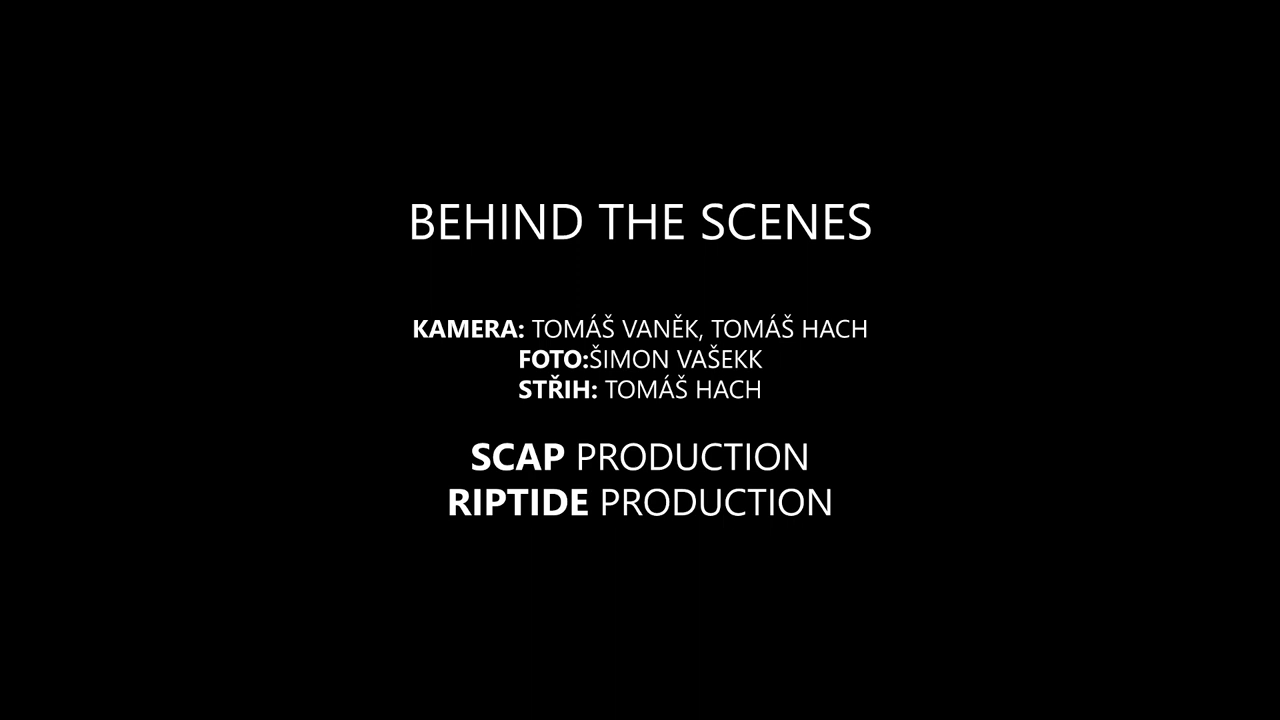 BEHIND THE SCENES
KAMERA: TOMÁŠ VANĚK, TOMÁŠ HACH
FOTO:ŠIMON VAŠEKK
STŘIH: TOMÁŠ HACH
SCAP PRODUCTION
RIPTIDE PRODUCTION